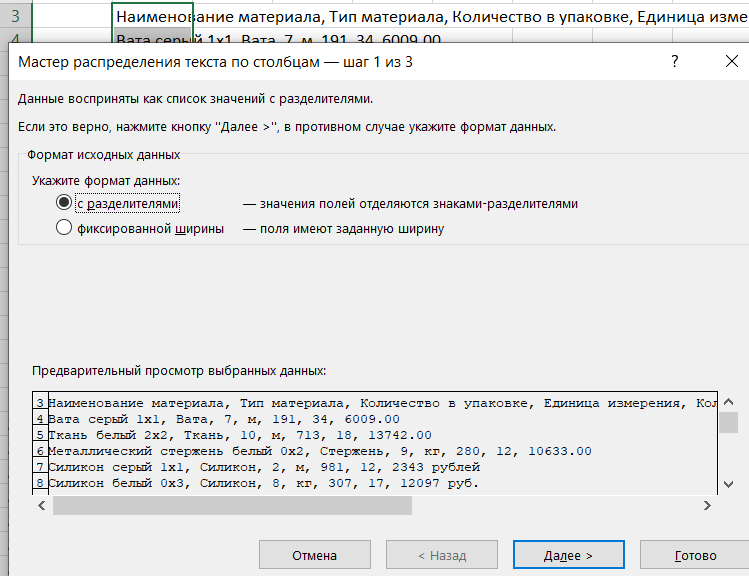 3 Наименование материала, Тип материала, Количество в упаковке, Единица изме
4 Вата серый 1x1, Вата, 7, м, 191, 34, 6009.00
Мастер распределения текста по столбцам — шаг 1 из 3 ?
Данные восприняты как список значений с разделителями.
Если это верно, нажмите кнопку "Далее >", в противном случае укажите формат данных.
Формат исходных данных
Укажите формат данных:
с разделителями — значения полей отделяются знаками-разделителями
фиксированной ширины — поля имеют заданную ширину
Предварительный просмотр выбранных данных:
3 Наименование материала, Тип материала, Количество в упаковке, Единица измерения, Кол
4 Вата серый 1x1, Вата, 7, м, 191, 34, 6009.00
5 Ткань белый 2x2, Ткань, 10, м, 713, 18, 13742.00
6 Металлический стержень белый 0x2, Стержень, 9, кг, 280, 12, 10633.00
7 Силикон серый 1x1, Силикон, 2, м, 981, 12, 2343 рублей
8 Силикон белый 0x3, Силикон, 8, кг, 307, 17, 12097 руб.
Отмена < Назад Далее > Готово